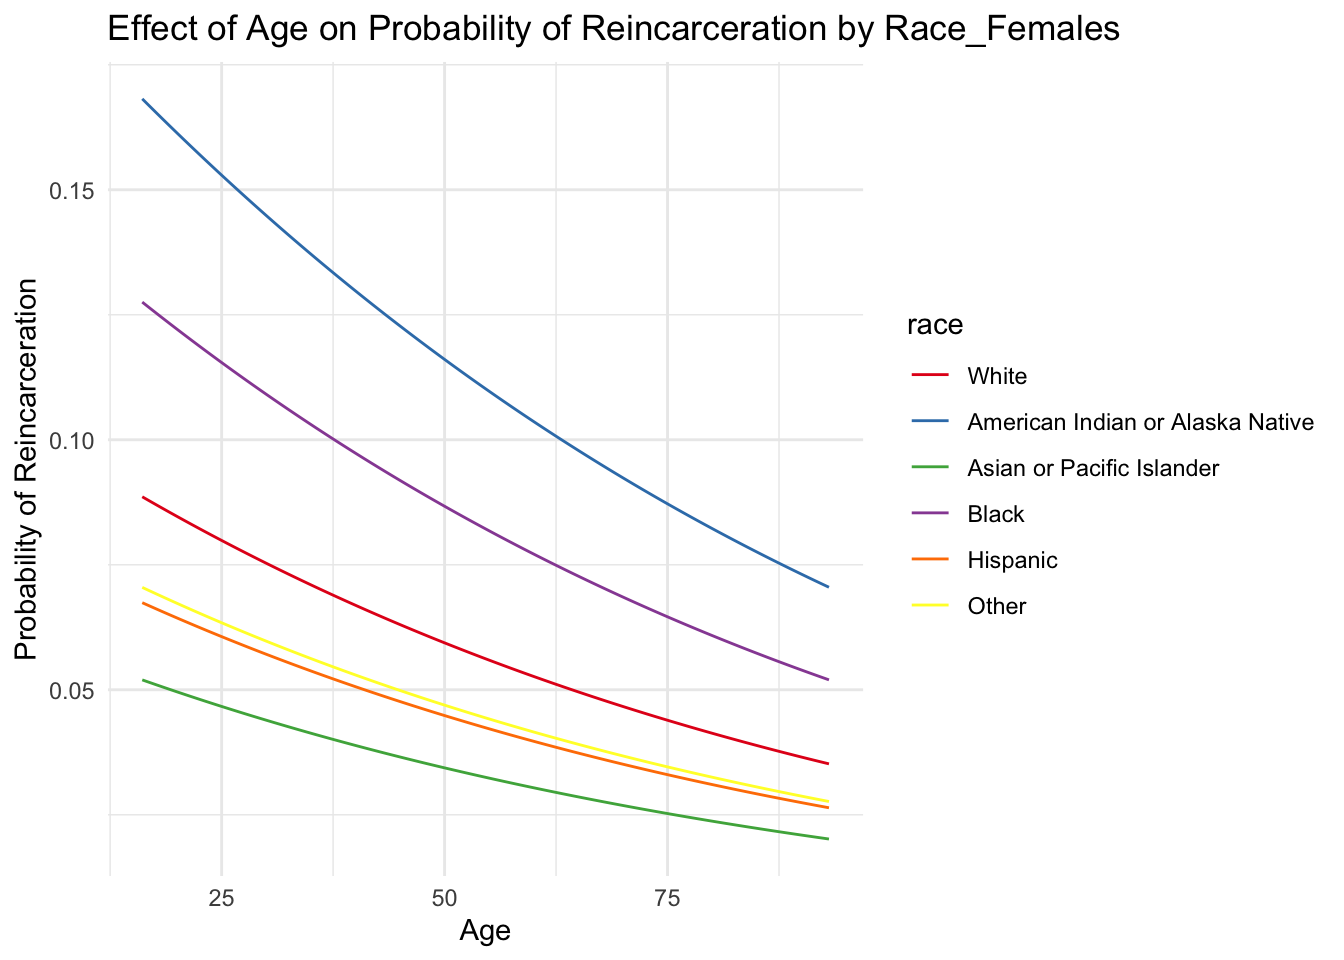 Effect of Age on Probability of Reincarceration by Race_Females
Probability of Reincarceration
0.15
0.10
0.05
25
50
75
Age
race
White
American Indian or Alaska Native
Asian or Pacific Islander
Black
Hispanic
Other